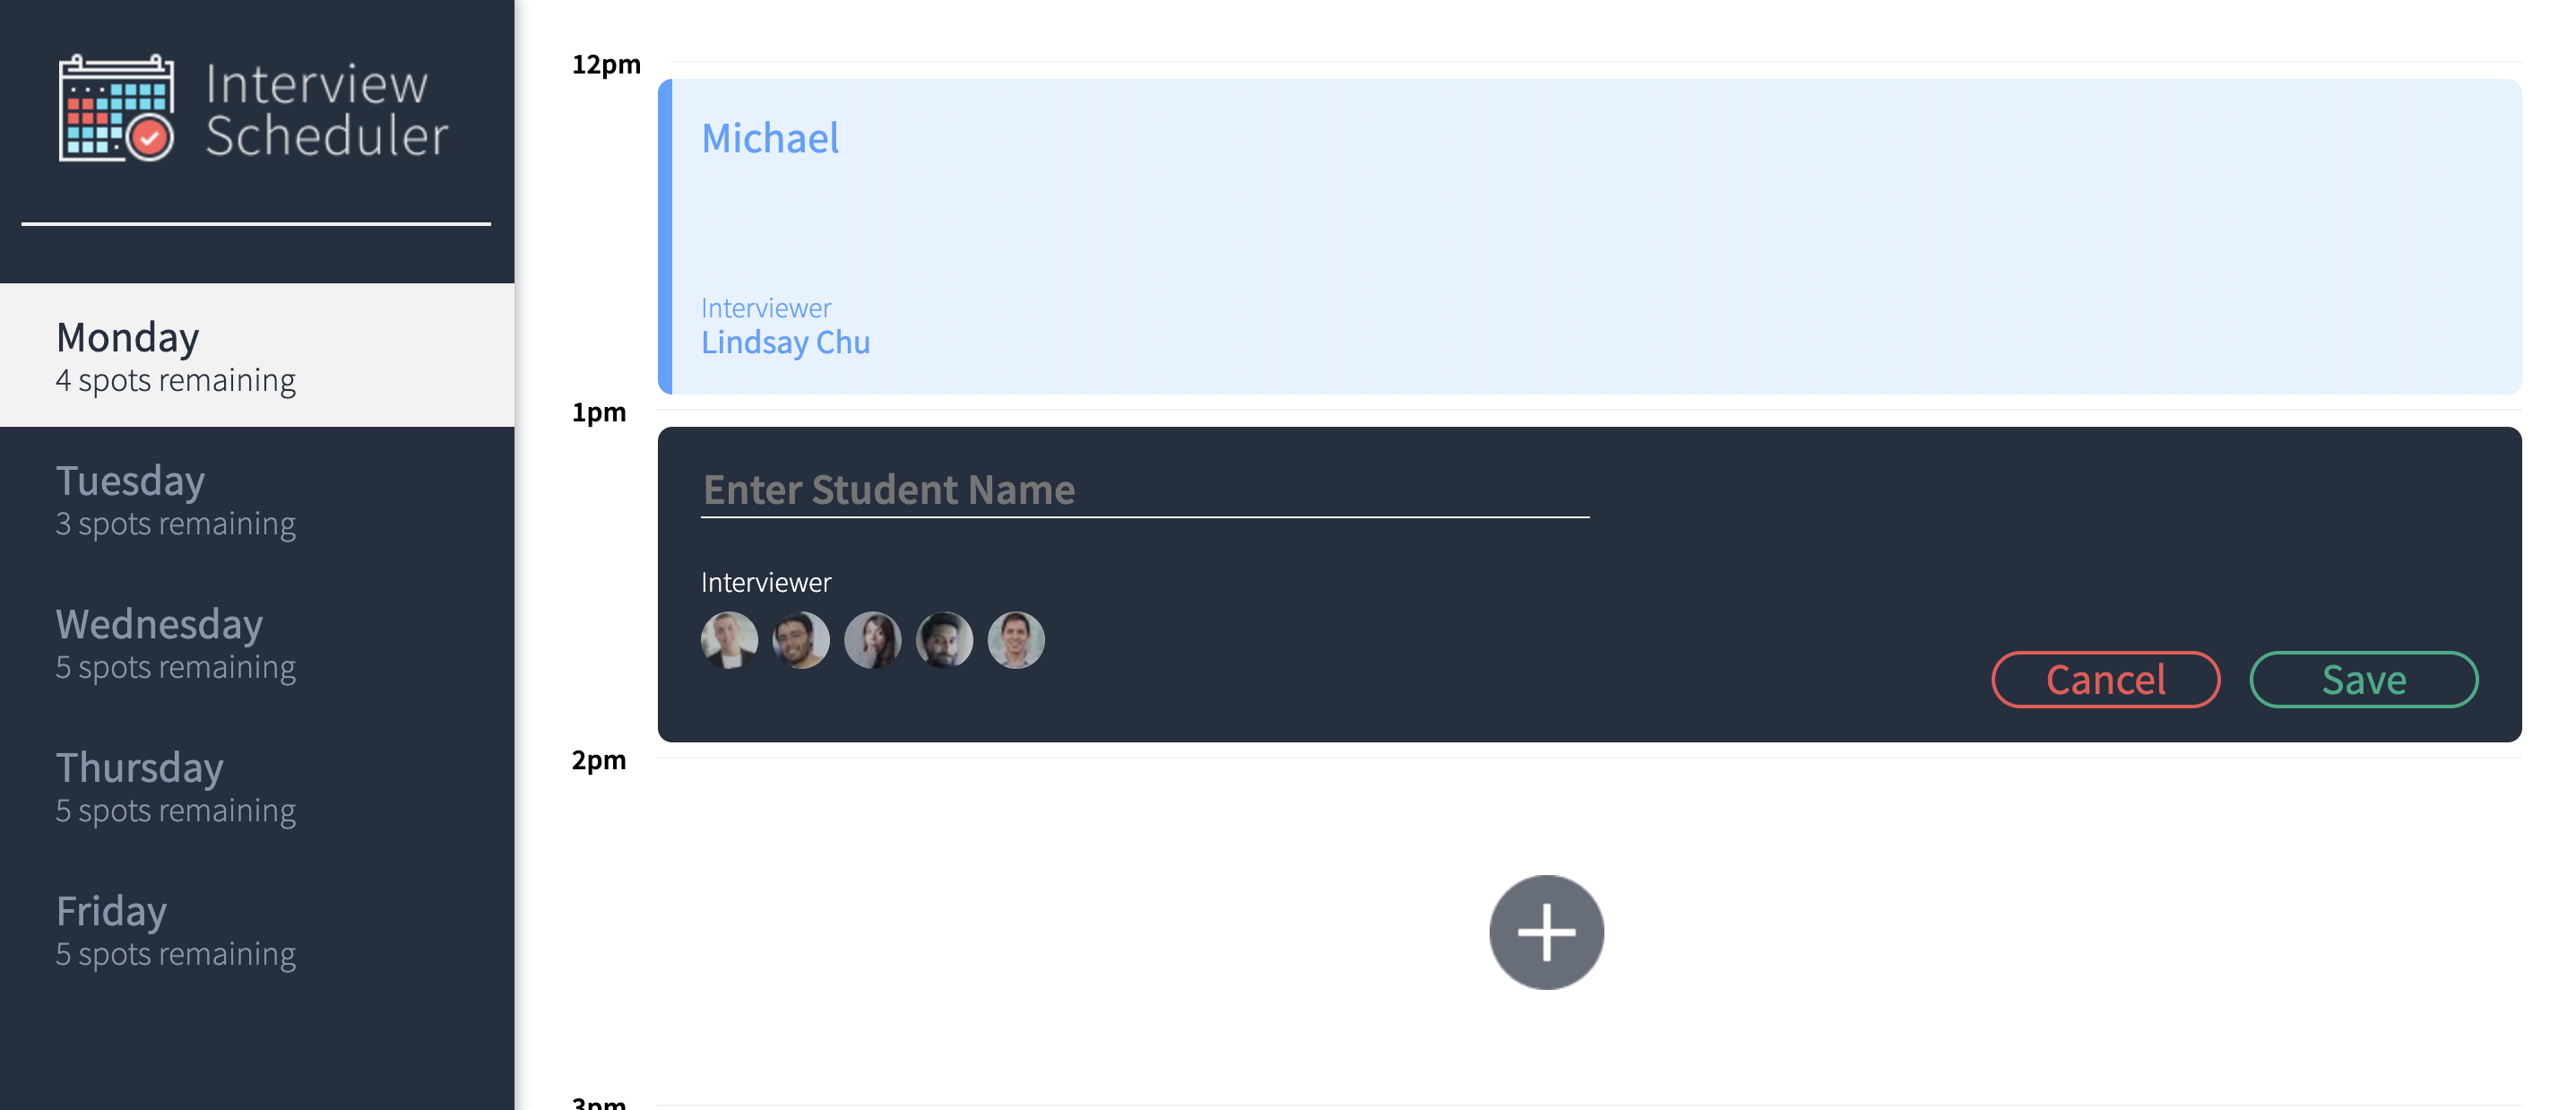 Interview
Scheduler
Monday
4 spots remaining
Tuesday
3 spots remaining
Wednesday
5 spots remaining
Thursday
5 spots remaining
Friday
5 spots remaining
12pm
Michael
Interviewer
Lindsay Chu
1pm
Enter Student Name
Interviewer
Cancel
Save
2pm
3pm